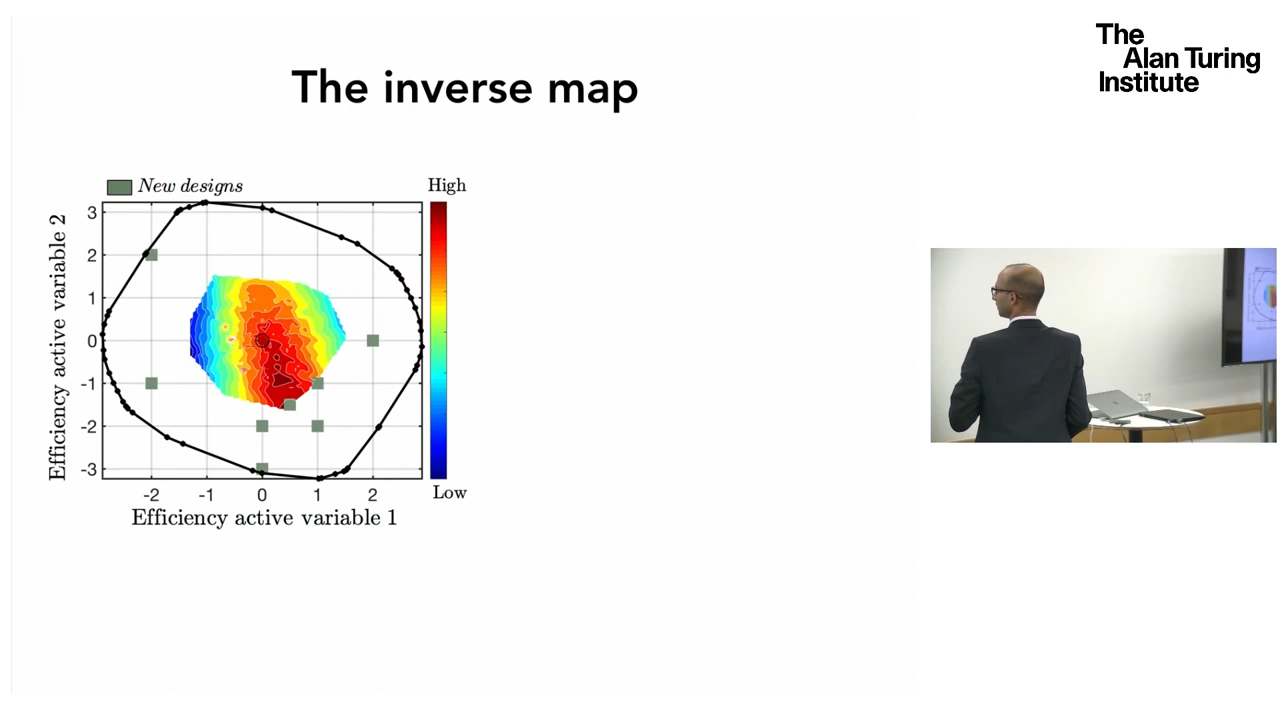 The
Alan Turing
Institute
The inverse map
New designs
High
Efficiency active variable 2
3
2
1
0
-1
-2
-3
-2
-1
0
1
2
Low
Efficiency active variable 1